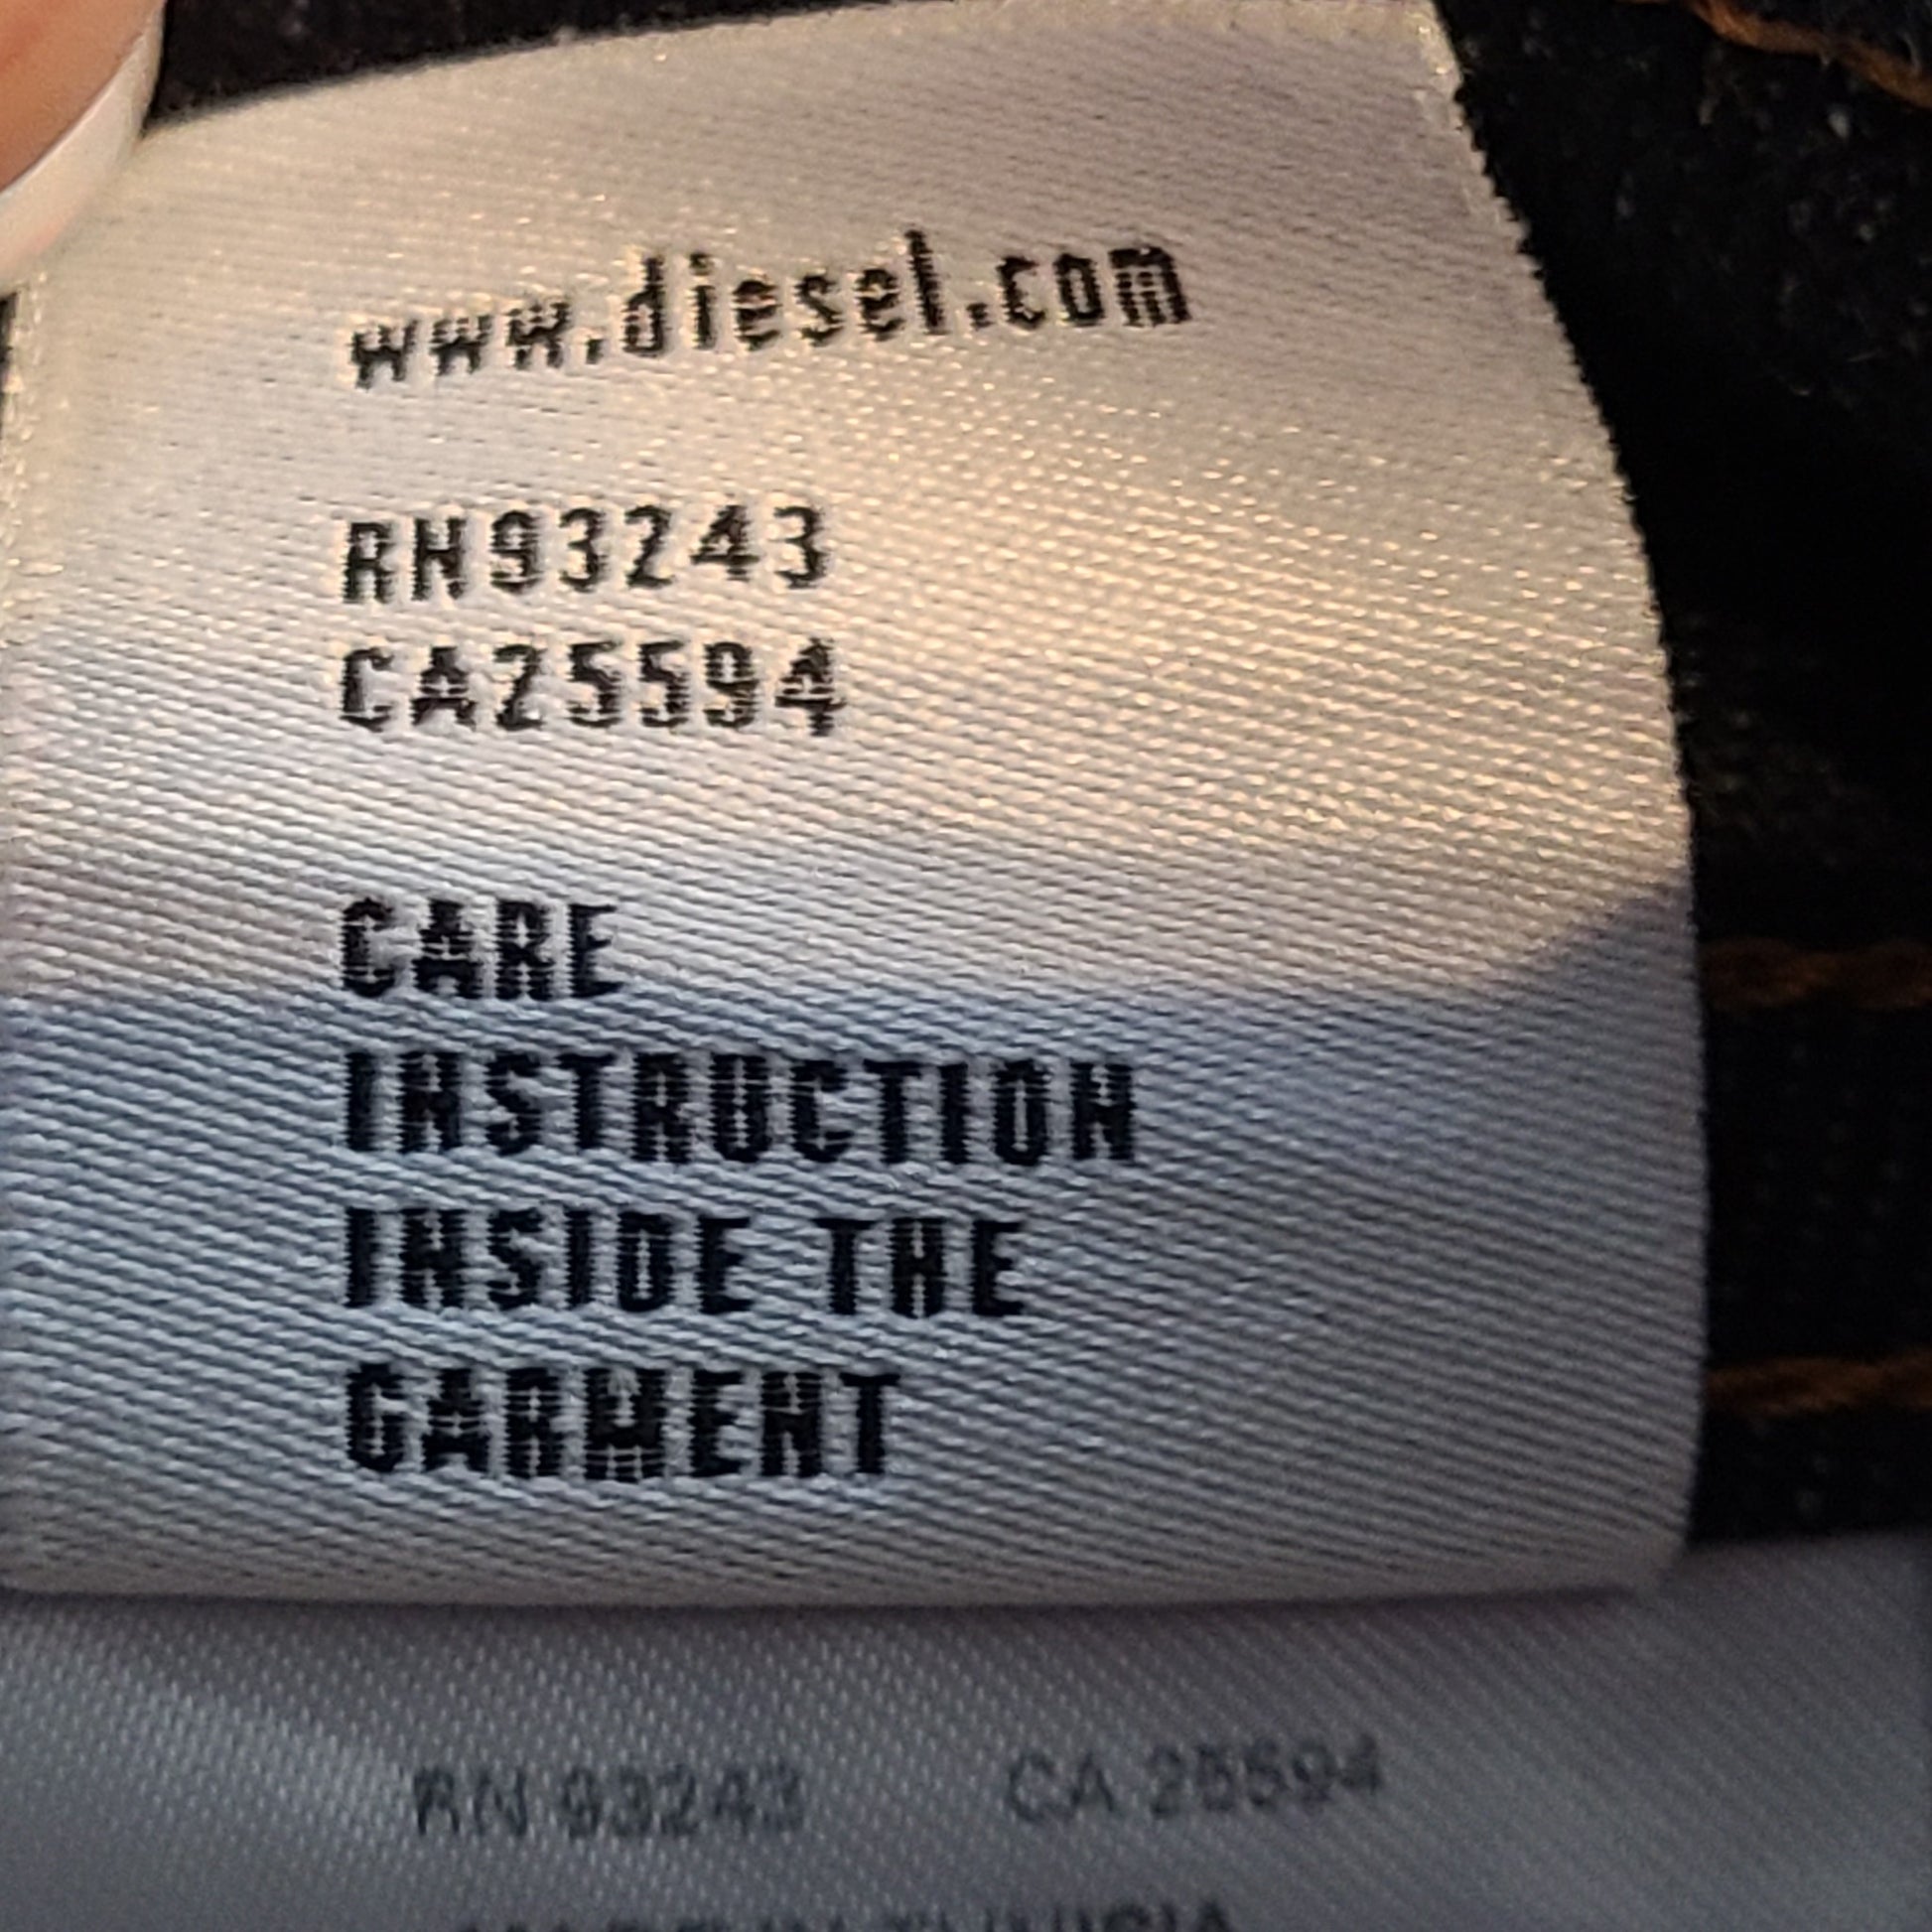 www.diesel.com
RN93243
CA25594
CARE
INSTRUCTION
INSIDE THE
GARMENT
RN 93243 CA 25594